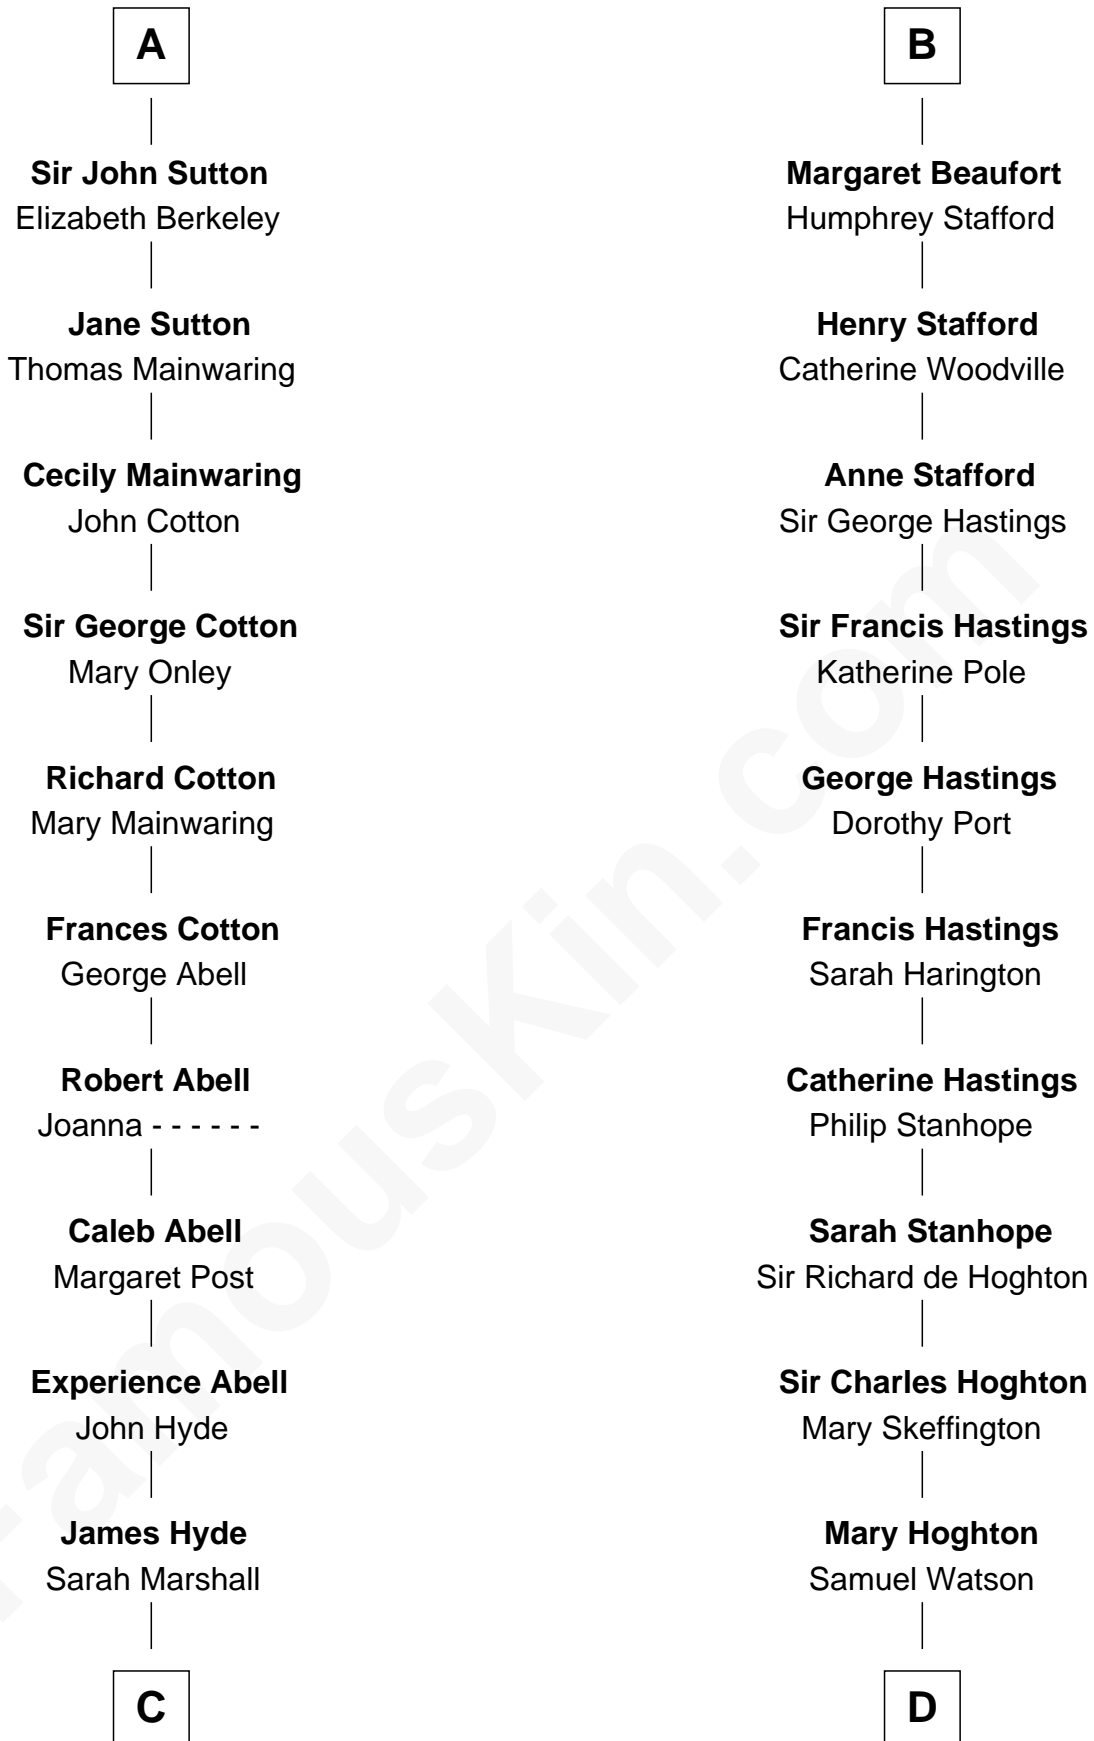 A
Sir John Sutton
Elizabeth Berkeley
Jane Sutton
Thomas Mainwaring
Cecily Mainwaring
John Cotton
Sir George Cotton
Mary Onley
Richard Cotton
Mary Mainwaring
Frances Cotton
George Abell
Robert Abell
Joanna - - - - - -
Caleb Abell
Margaret Post
Experience Abell
John Hyde
James Hyde
Sarah Marshall
C
B
Margaret Beaufort
Humphrey Stafford
Henry Stafford
Catherine Woodville
Anne Stafford
Sir George Hastings
Sir Francis Hastings
Katherine Pole
George Hastings
Dorothy Port
Francis Hastings
Sarah Harington
Catherine Hastings
Philip Stanhope
Sarah Stanhope
Sir Richard de Hoghton
Sir Charles Hoghton
Mary Skeffington
Mary Hoghton
Samuel Watson
D
FamousKin.com